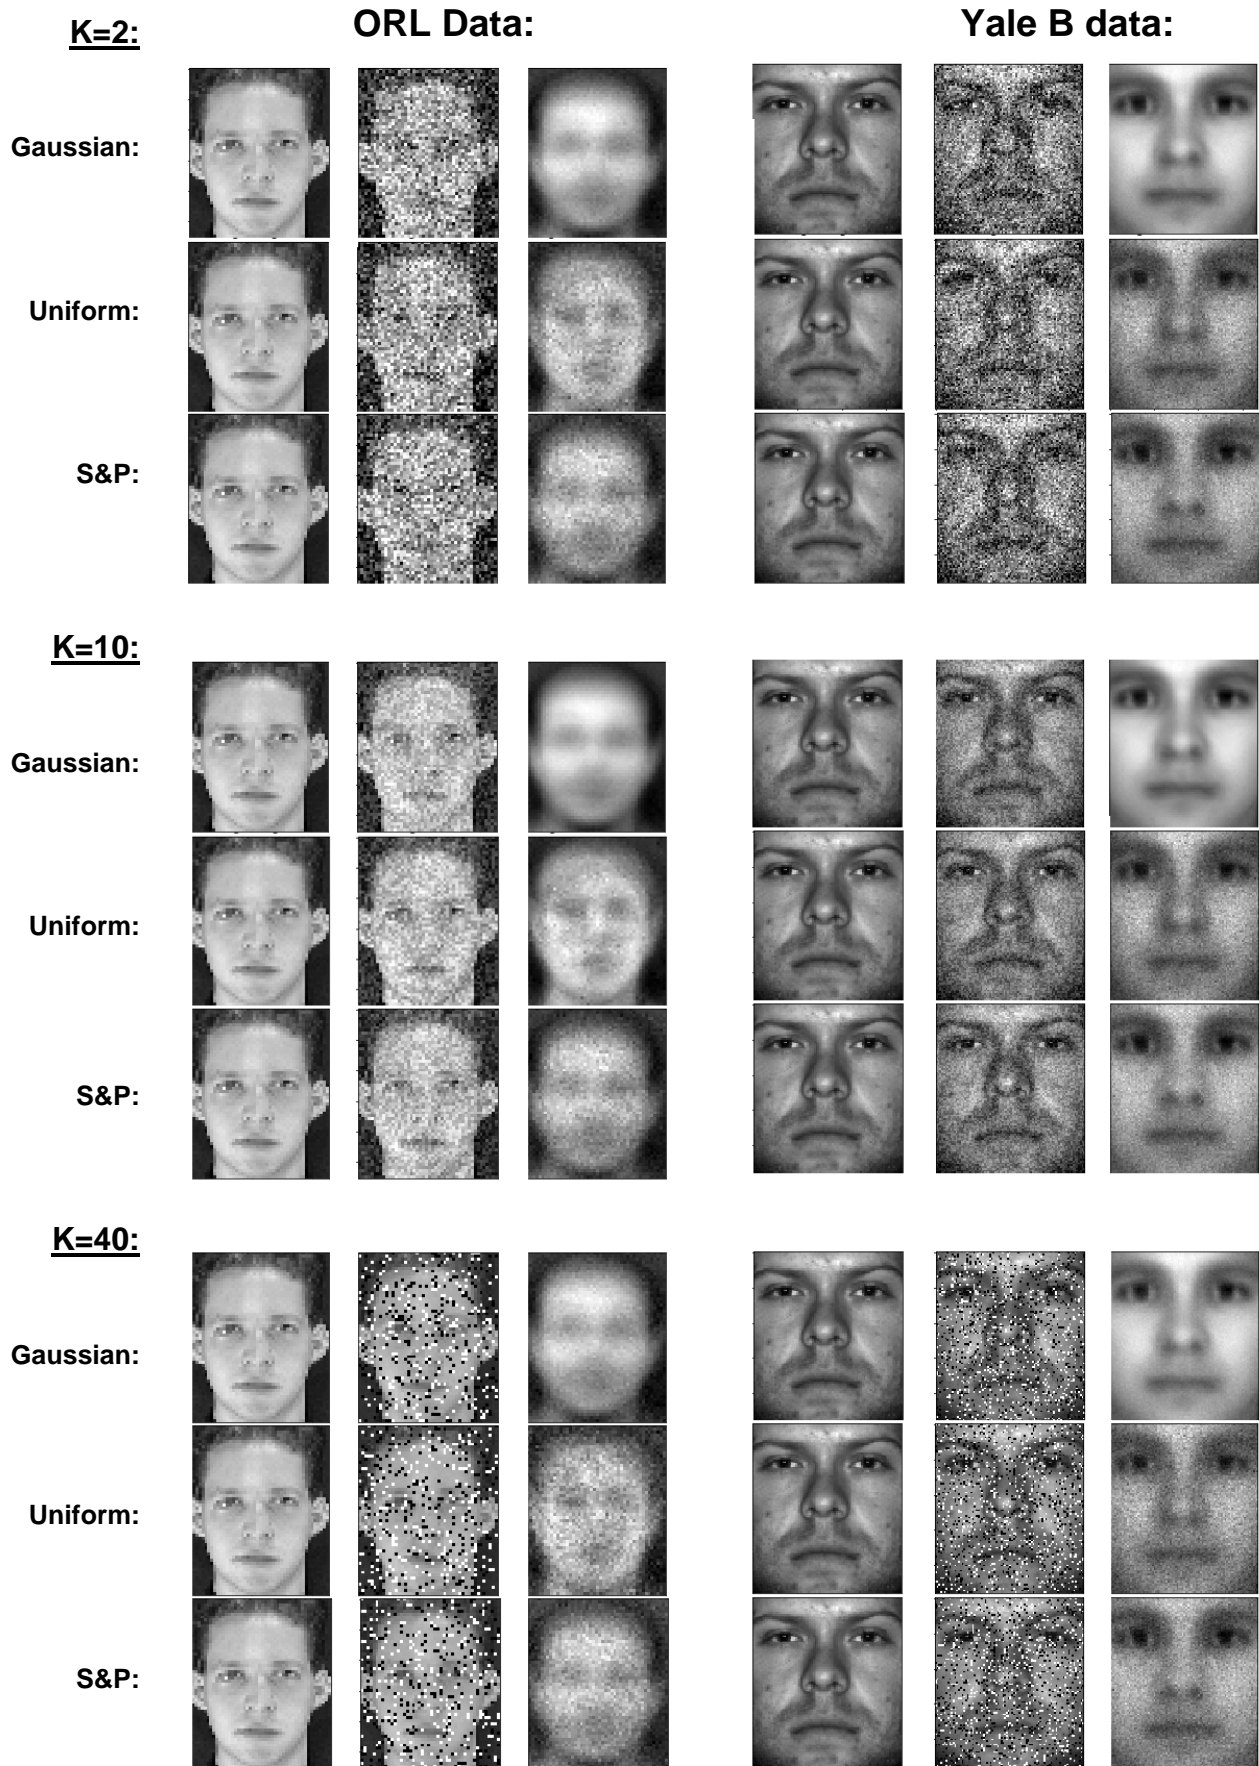 K=2:
ORL Data:
Yale B data:
Gaussian:
Uniform:
S&P:
K=10:
Gaussian:
Uniform:
S&P:
K=40:
Gaussian:
Uniform:
S&P: